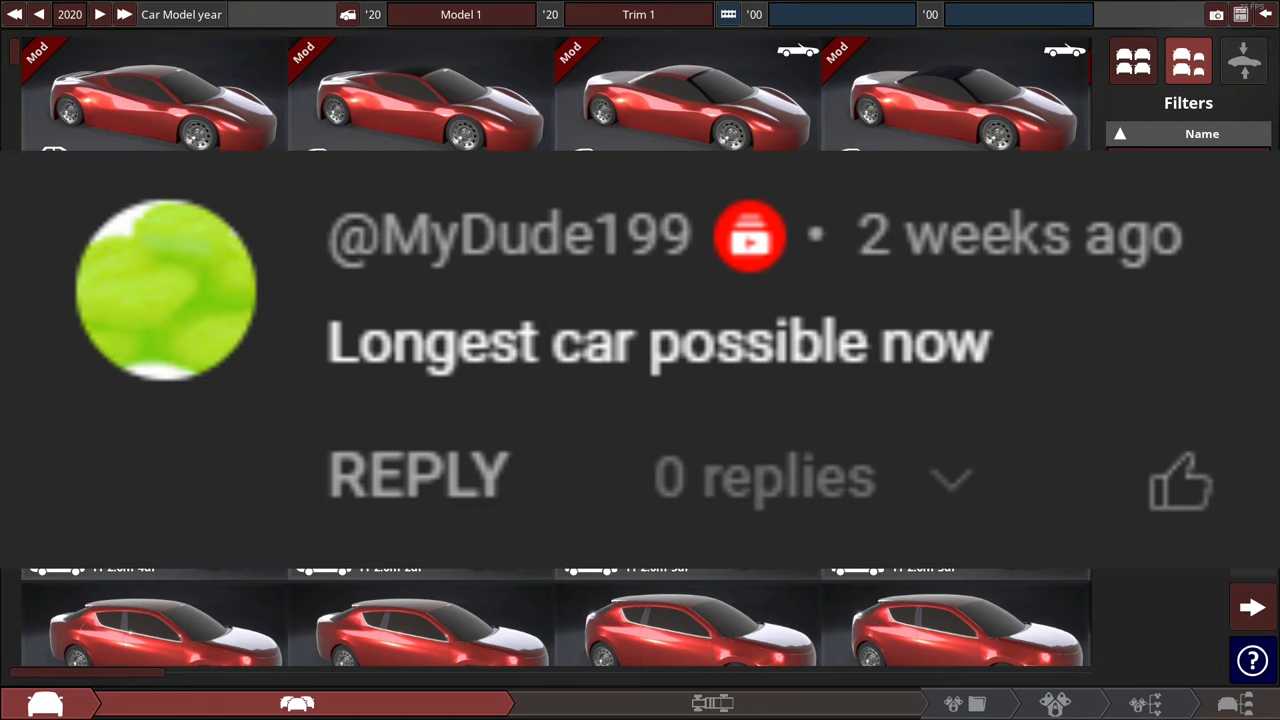 2020 Car Model year '20 Model 1 '20 Trim 1 '00 '00
Mod Mod Mod
Filters
Name
@MyDude199 • 2 weeks ago
Longest car possible now
REPLY 0 replies
?